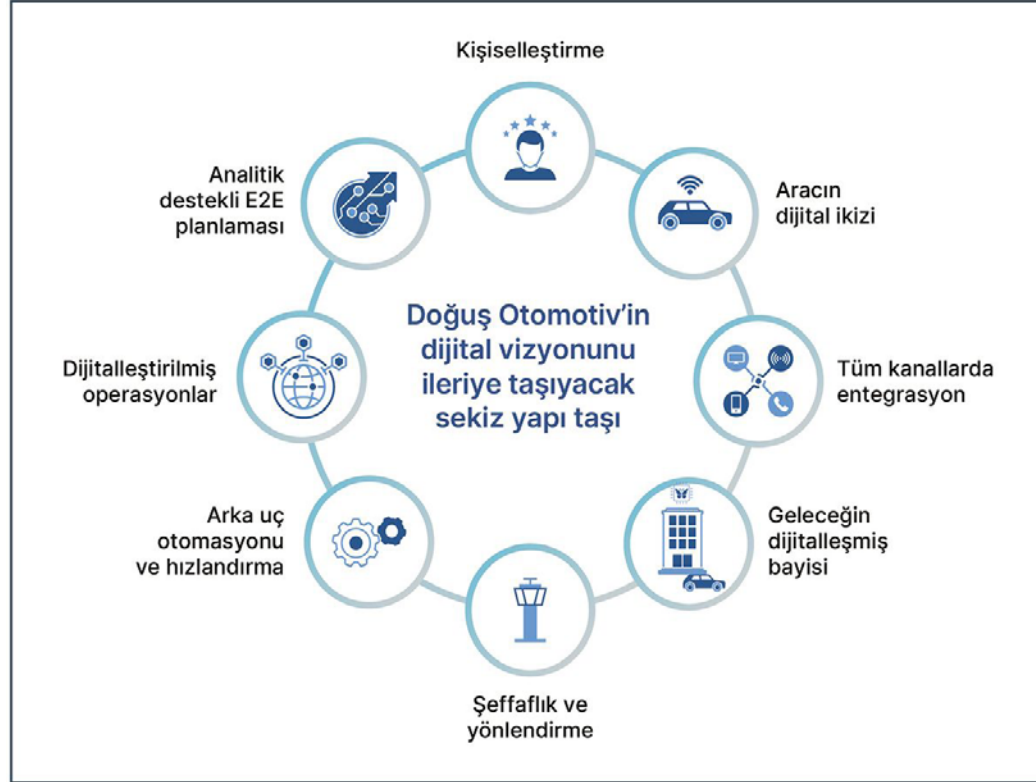 Kişiselleştirme
Aracın
dijital ikizi
Tüm kanallarda
entegrasyon
Geleceğin
dijitalleşmiş
bayisi
Şeffaflık ve
yönlendirme
Arka uç
otomasyonu
ve hızlandırma
Dijitalleştirilmiş
operasyonlar
Analitik
destekli E2E
planlaması
Doğuş Otomotiv’in
dijital vizyonunu
ileriye taşıyacak
sekiz yapı taşı